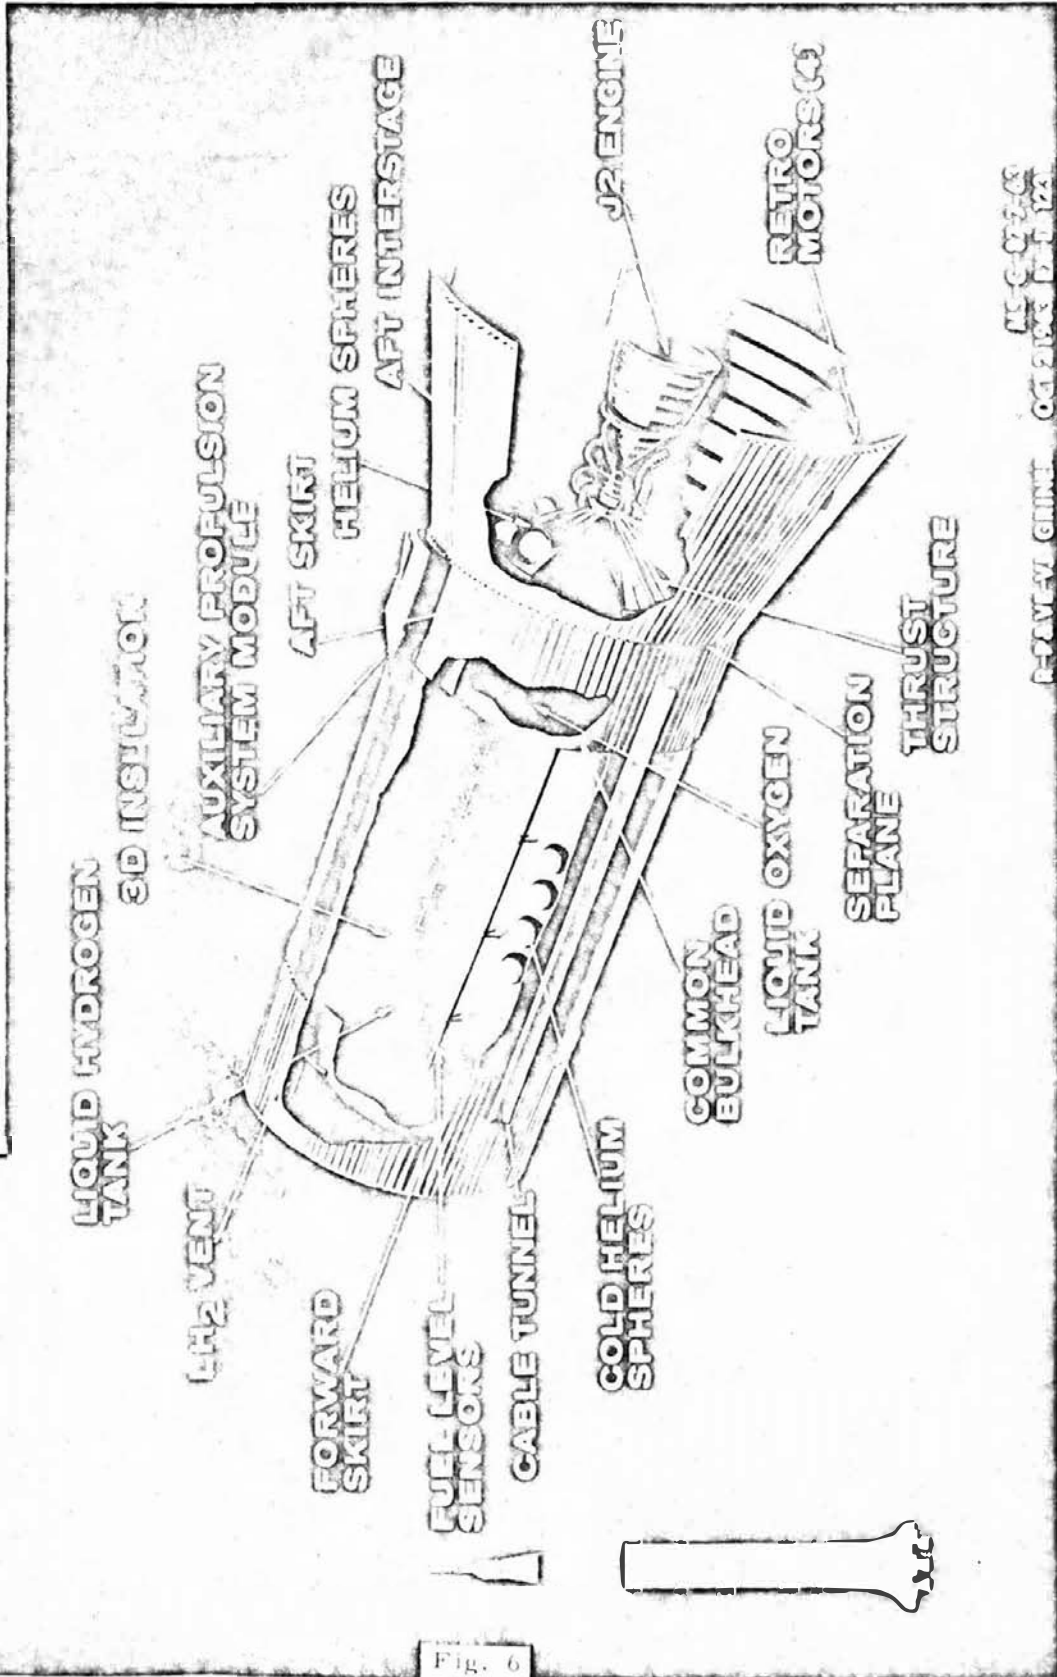 LIQUID HYDROGEN
TANK
3D INSULATION
AUXILIARY PROPULSION
SYSTEM MODULE
AFT SKIRT
HELIUM SPHERES
AFT INTERSTAGE
J2 ENGINE
RETRO
MOTORS (4)
LH2 VENT
FORWARD
SKIRT
FUEL LEVEL
SENSORS
CABLE TUNNEL
COLD HELIUM
SPHERES
COMMON
BULKHEAD
LIQUID OXYGEN
TANK
SEPARATION
PLANE
THRUST
STRUCTURE
Fig. 6